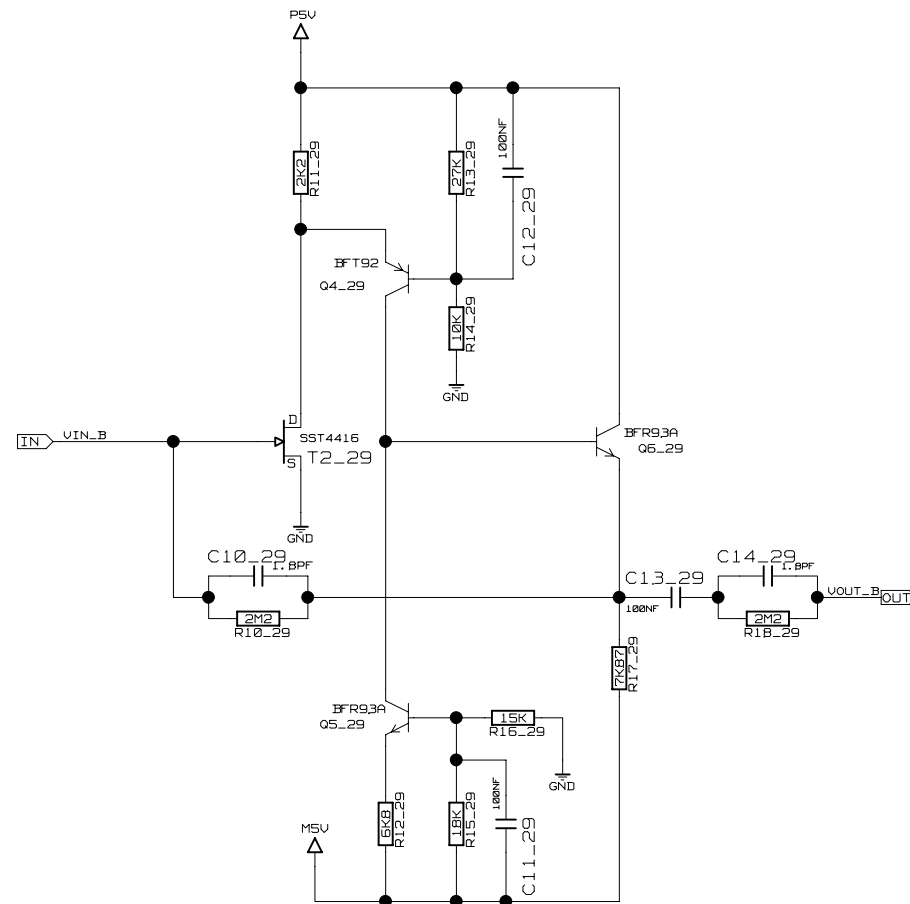 P5V
2K2
R11_29
27K
R13_29
100NF
C12_29
BFT92
Q4_29
10K
R14_29
GND
IN
VIN_B
D
SST4416
S
T2_29
BFR93A
Q6_29
GND
C10_29
1.8PF
2M2
R10_29
C13_29
100NF
C14_29
1.8PF
2M2
R18_29
VOUT_B
OUT
7K87
R17_29
BFR93A
Q5_29
15K
R16_29
GND
M5V
6K8
R12_29
18K
R15_29
100NF
C11_29